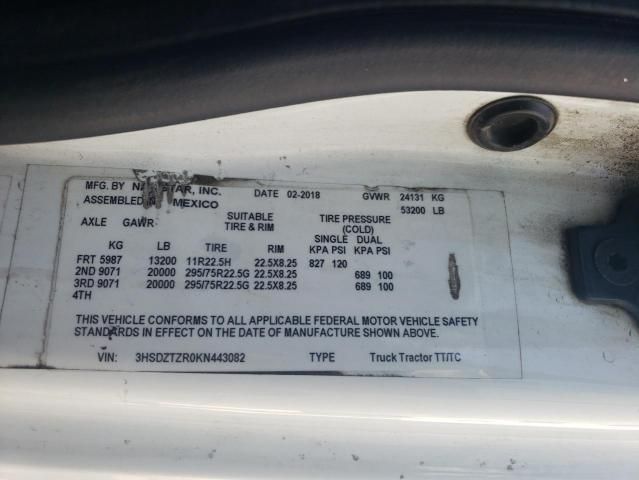 MFG. BY NAVISTAR, INC. DATE 02-2018 GVWR 24131 KG
ASSEMBLED IN MEXICO 53200 LB
AXLE GAWR SUITABLE TIRE & RIM TIRE PRESSURE (COLD)
SINGLE DUAL
KG LB TIRE RIM KPA PSI KPA PSI
FRT 5987 13200 11R22.5H 22.5X8.25 827 120
2ND 9071 20000 295/75R22.5G 22.5X8.25 689 100
3RD 9071 20000 295/75R22.5G 22.5X8.25 689 100
4TH
THIS VEHICLE CONFORMS TO ALL APPLICABLE FEDERAL MOTOR VEHICLE SAFETY
STANDARDS IN EFFECT ON THE DATE OF MANUFACTURE SHOWN ABOVE.
VIN: 3HSDZTZR0KN443082 TYPE Truck Tractor TT/TC